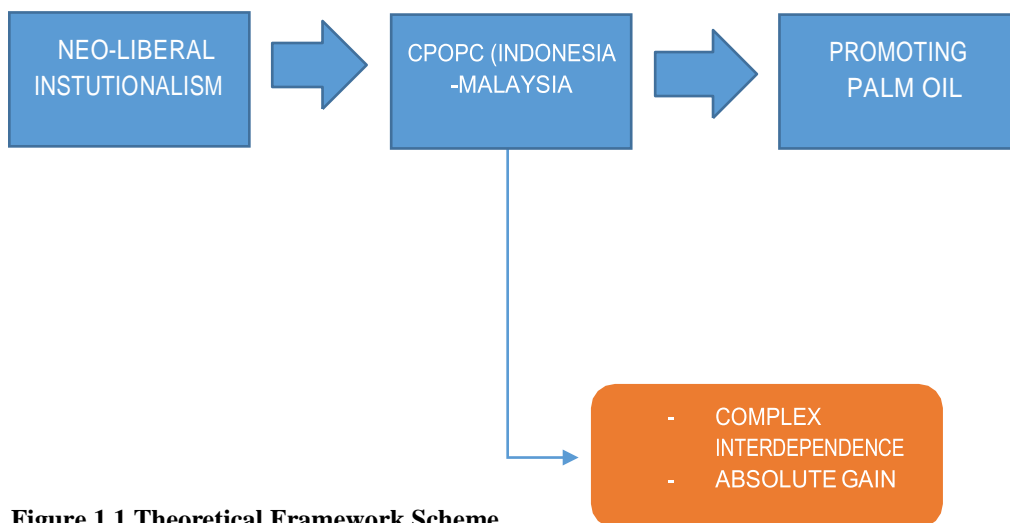 NEO-LIBERAL
INSTUTIONALISM
CPOPC (INDONESIA
-MALAYSIA
PROMOTING
PALM OIL
- COMPLEX
INTERDEPENDENCE
- ABSOLUTE GAIN
Figure 1.1 Theoretical Framework Scheme